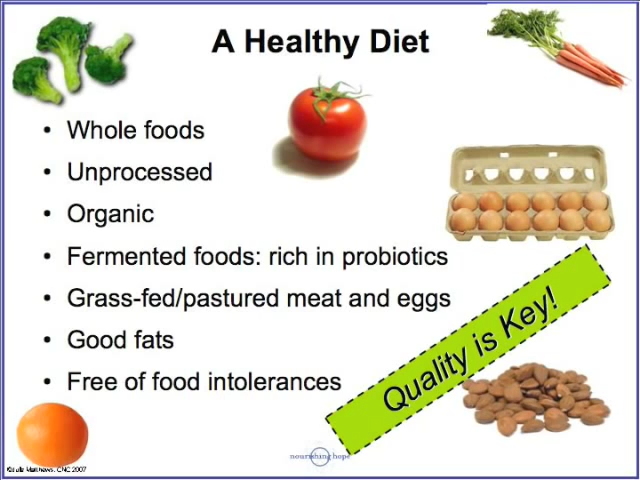 A Healthy Diet
• Whole foods
• Unprocessed
• Organic
• Fermented foods: rich in probiotics
• Grass-fed/pastured meat and eggs
• Good fats
• Free of food intolerances
Quality is Key!
nourishing hope
Matthews, CNC 2007